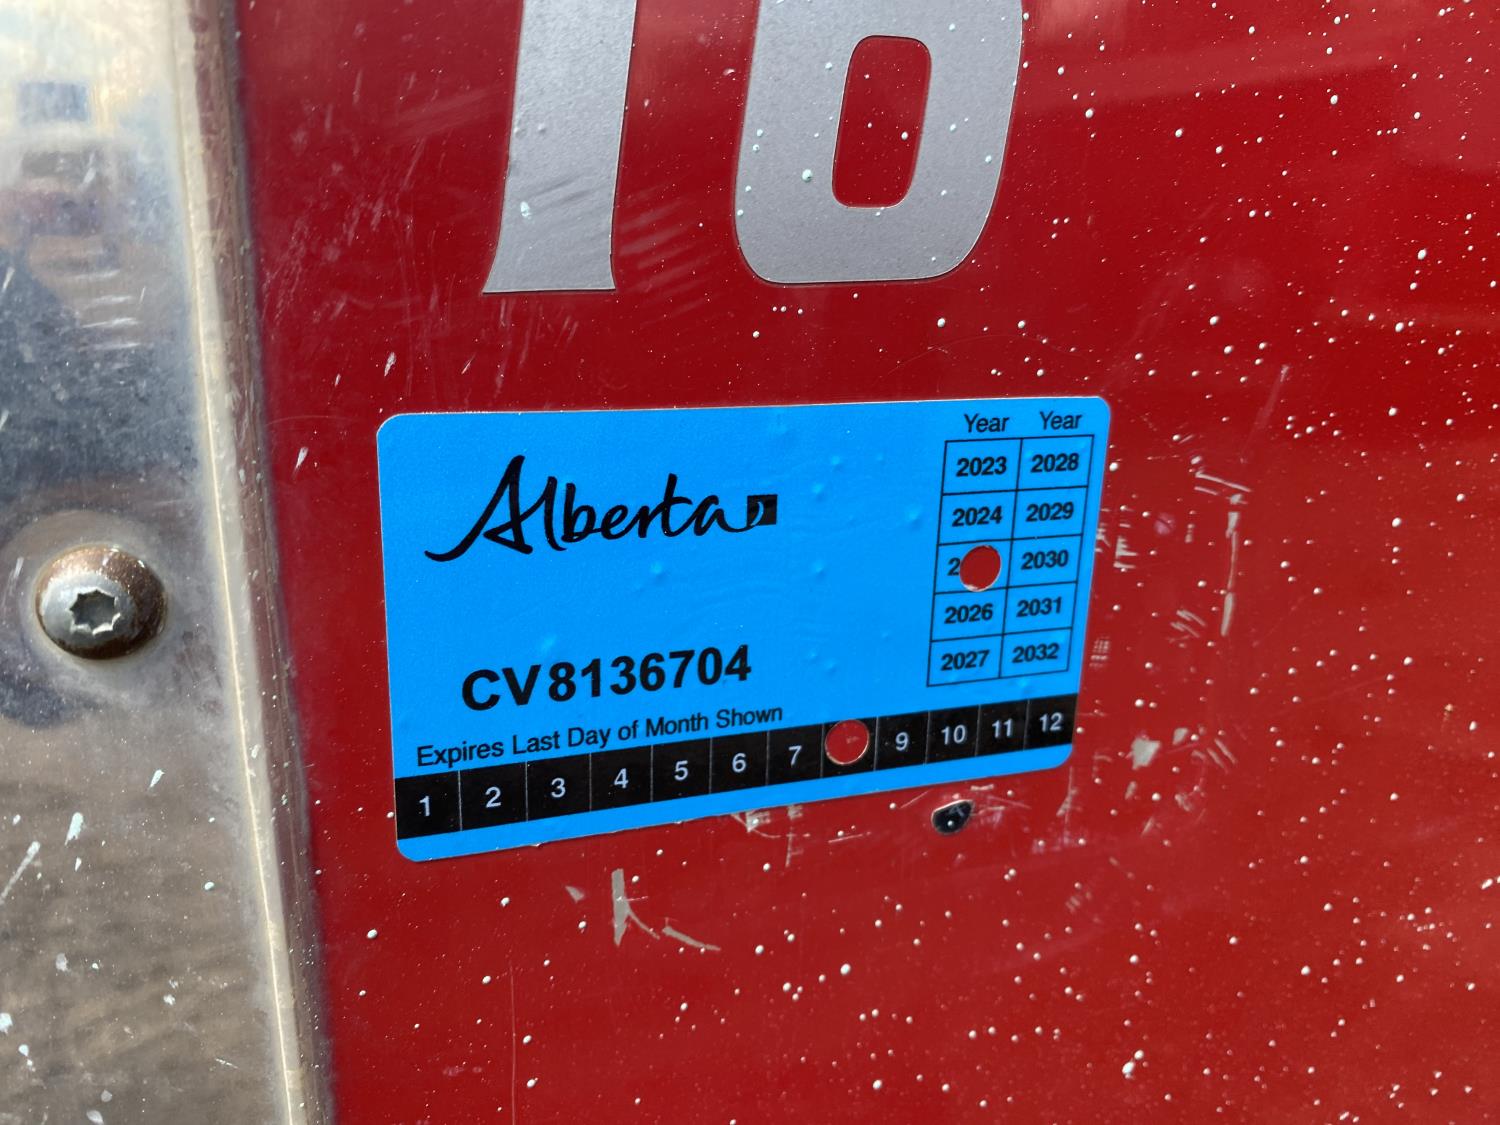 Alberta
Year Year
2023 2028
2024 2029
2030
2026 2031
2027 2032
CV8136704
Expires Last Day of Month Shown
1 2 3 4 5 6 7 9 10 11 12